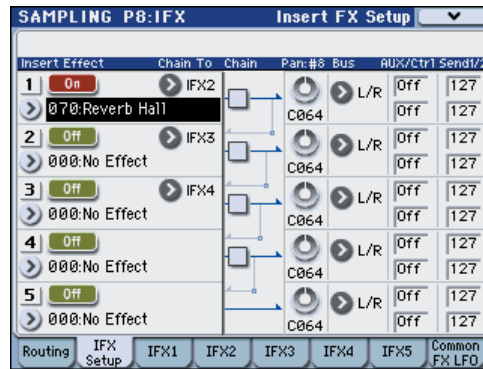 SAMPLING P8:IFX Insert FX Setup
Insert Effect Chain To Chain Pan:#8 Bus AUX/Ctrl Send1/2
1 On IFX2 L/R Off 127
070:Reverb Hall C064 Off 127
2 Off IFX3 L/R Off 127
000:No Effect C064 Off 127
3 Off IFX4 L/R Off 127
000:No Effect C064 Off 127
4 Off L/R Off 127
000:No Effect C064 Off 127
5 Off L/R Off 127
000:No Effect C064 Off 127
Routing IFX Setup IFX1 IFX2 IFX3 IFX4 IFX5 Common FX LFO